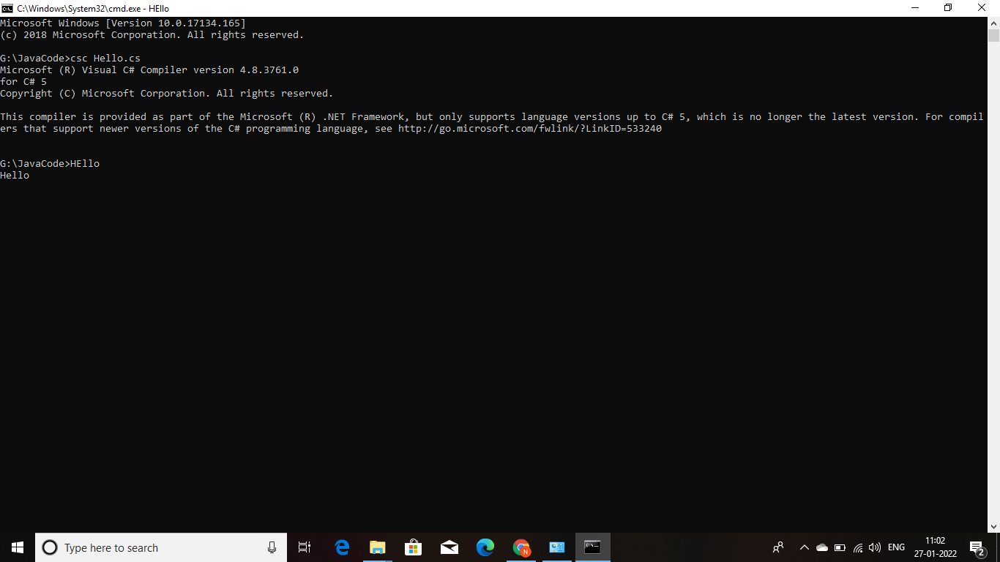 C:\Windows\System32\cmd.exe - HEllo
Microsoft Windows [Version 10.0.17134.165]
(c) 2018 Microsoft Corporation. All rights reserved.
G:\JavaCode>csc Hello.cs
Microsoft (R) Visual C# Compiler version 4.8.3761.0
for C# 5
Copyright (C) Microsoft Corporation. All rights reserved.
This compiler is provided as part of the Microsoft (R) .NET Framework, but only supports language versions up to C# 5, which is no longer the latest version. For compil
ers that support newer versions of the C# programming language, see http://go.microsoft.com/fwlink/?LinkID=533240
G:\JavaCode>HEllo
Hello
Type here to search
N
ENG
11:02
27-01-2022
2